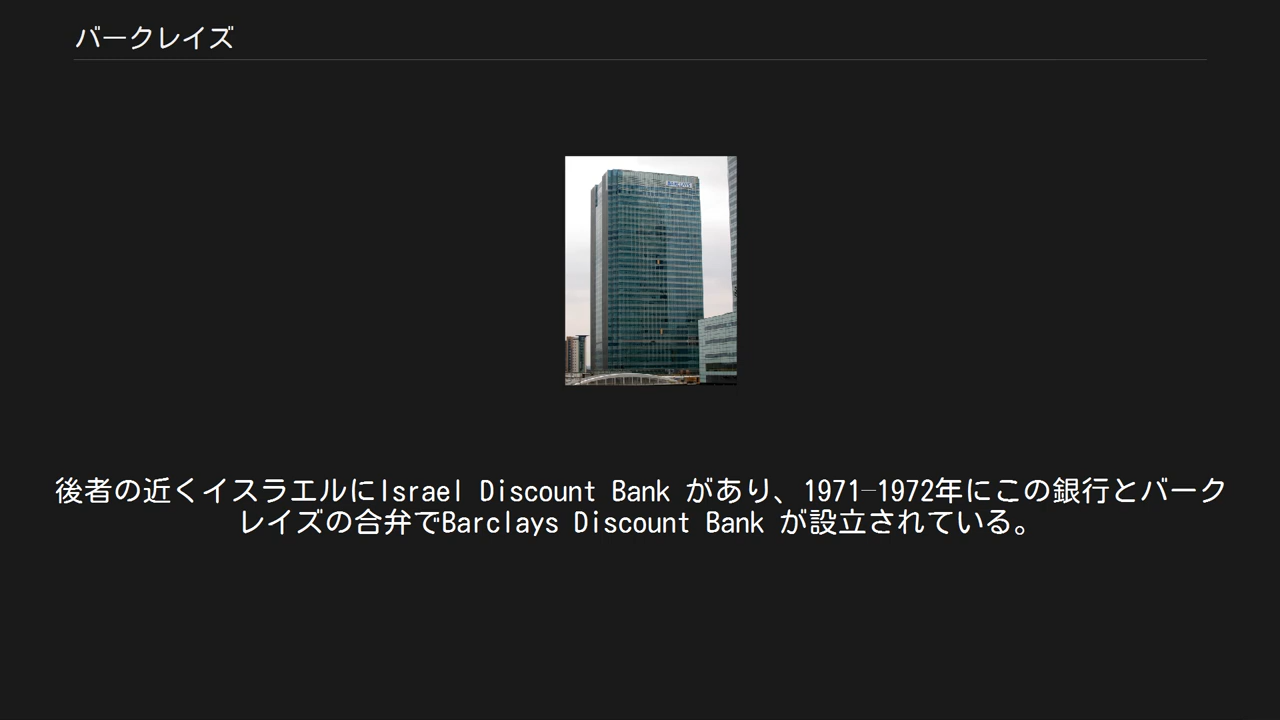 バークレイズ
後者の近くイスラエルにIsrael Discount Bank があり、1971–1972年にこの銀行とバーク
レイズの合弁でBarclays Discount Bank が設立されている。